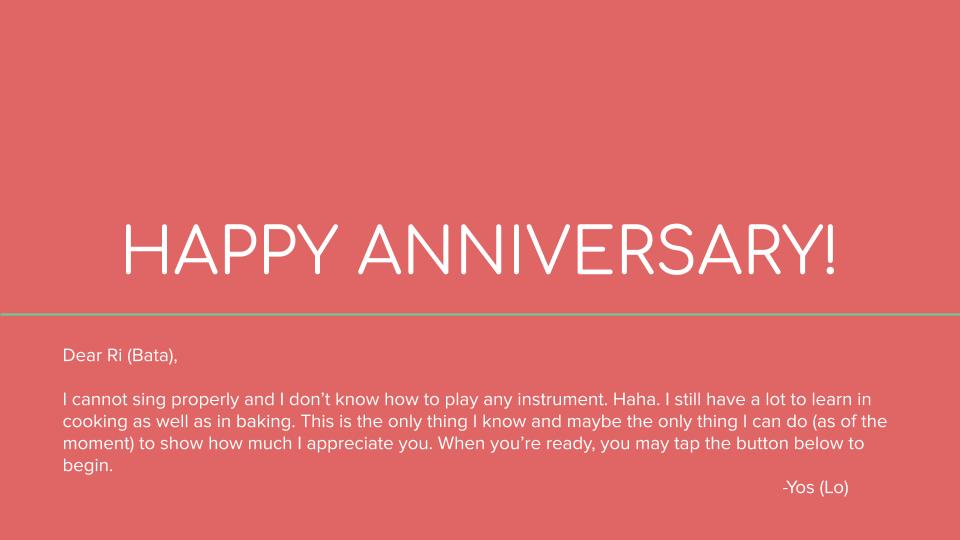 HAPPY ANNIVERSARY!
Dear Ri (Bata),
I cannot sing properly and I don’t know how to play any instrument. Haha. I still have a lot to learn in
cooking as well as in baking. This is the only thing I know and maybe the only thing I can do (as of the
moment) to show how much I appreciate you. When you’re ready, you may tap the button below to
begin.
-Yos (Lo)